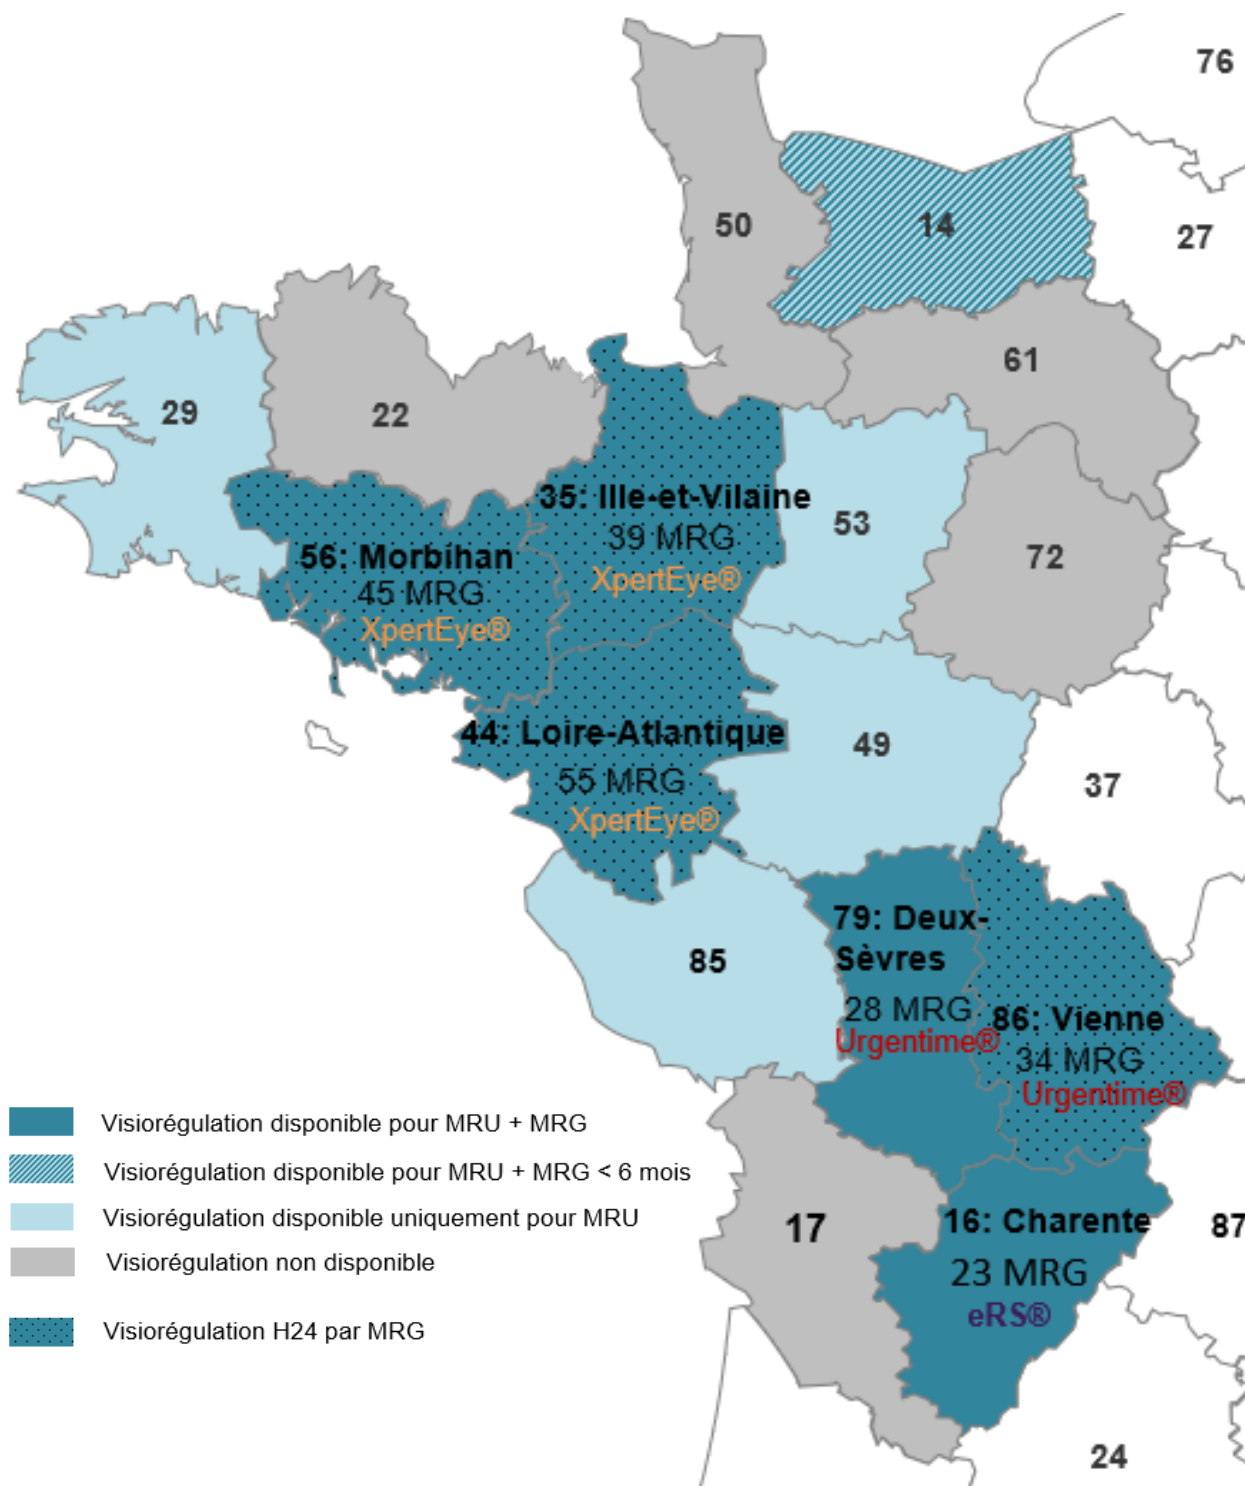 76
50
14
27
61
29
22
35: Ille-et-Vilaine
39 MRG
XpertEye®
53
72
56: Morbihan
45 MRG
XpertEye®
44: Loire-Atlantique
55 MRG
XpertEye®
49
37
85
79: Deux-
Sèvres
28 MRG
Urgentime®
86: Vienne
34 MRG
Urgentime®
17
16: Charente
23 MRG
eRS®
87
24
Visiorégulation disponible pour MRU + MRG
Visiorégulation disponible pour MRU + MRG < 6 mois
Visiorégulation disponible uniquement pour MRU
Visiorégulation non disponible
Visiorégulation H24 par MRG